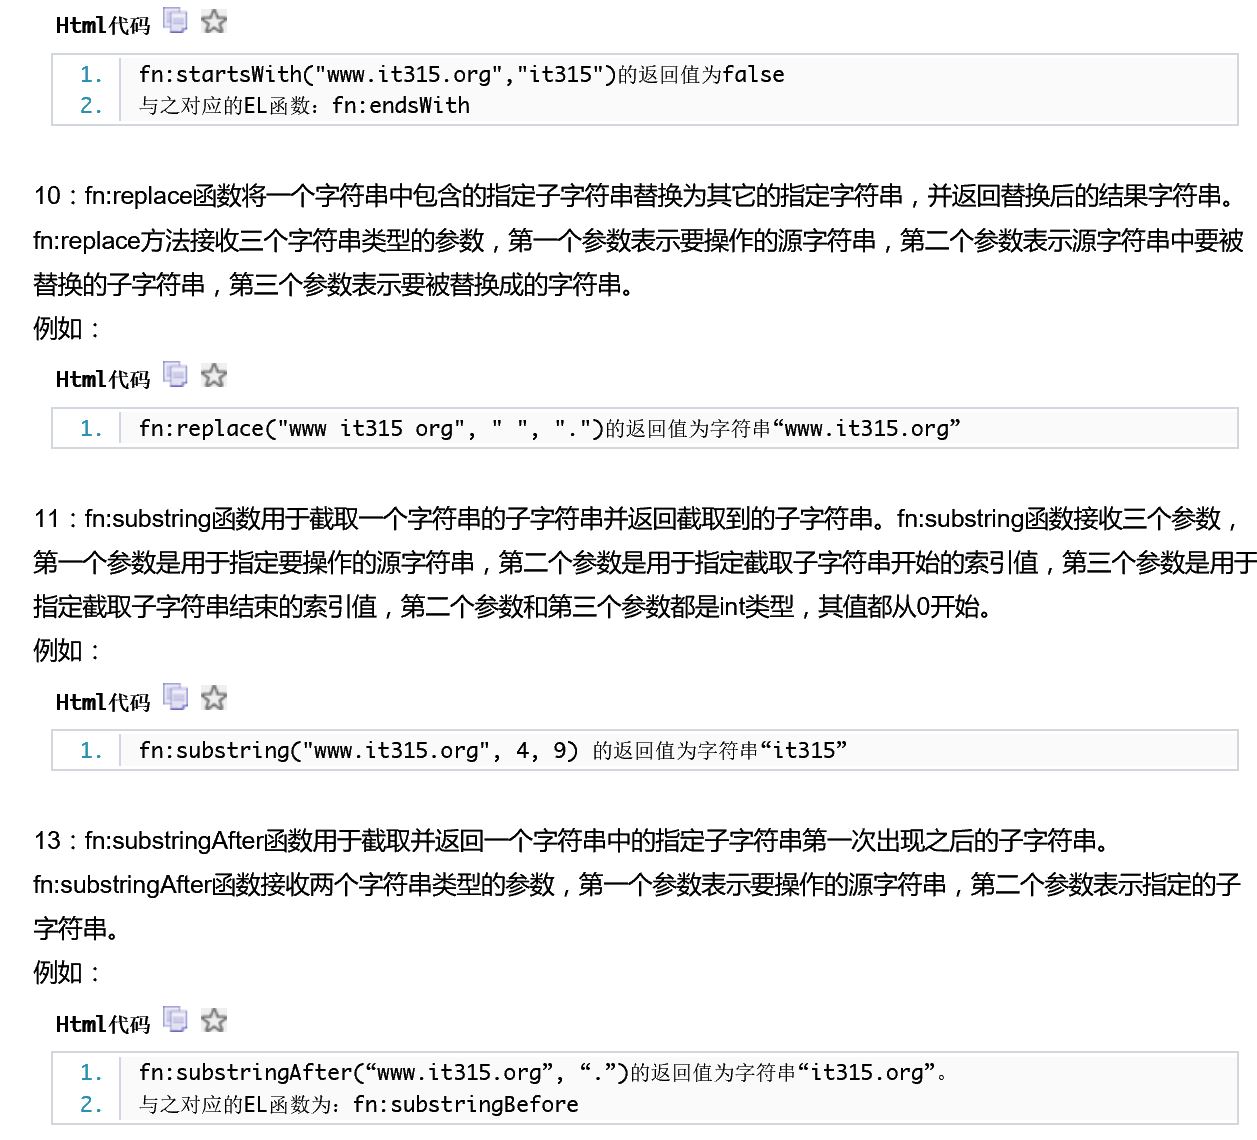 Html代码
1. fn:startsWith("www.it315.org","it315")的返回值为false
2. 与之对应的EL函数：fn:endsWith
10：fn:replace函数将一个字符串中包含的指定子字符串替换为其它的指定字符串，并返回替换后的结果字符串。
fn:replace方法接收三个字符串类型的参数，第一个参数表示要操作的源字符串，第二个参数表示源字符串中要被
替换的子字符串，第三个参数表示要被替换成的字符串。
例如：
Html代码
1. fn:replace("www it315 org", " ", ".")的返回值为字符串“www.it315.org”
11：fn:substring函数用于截取一个字符串的子字符串并返回截取到的子字符串。fn:substring函数接收三个参数，
第一个参数是用于指定要操作的源字符串，第二个参数是用于指定截取子字符串开始的索引值，第三个参数是用于
指定截取子字符串结束的索引值，第二个参数和第三个参数都是int类型，其值都从0开始。
例如：
Html代码
1. fn:substring("www.it315.org", 4, 9) 的返回值为字符串“it315”
13：fn:substringAfter函数用于截取并返回一个字符串中的指定子字符串第一次出现之后的子字符串。
fn:substringAfter函数接收两个字符串类型的参数，第一个参数表示要操作的源字符串，第二个参数表示指定的子
字符串。
例如：
Html代码
1. fn:substringAfter(“www.it315.org”, “.”)的返回值为字符串“it315.org”。
2. 与之对应的EL函数为：fn:substringBefore